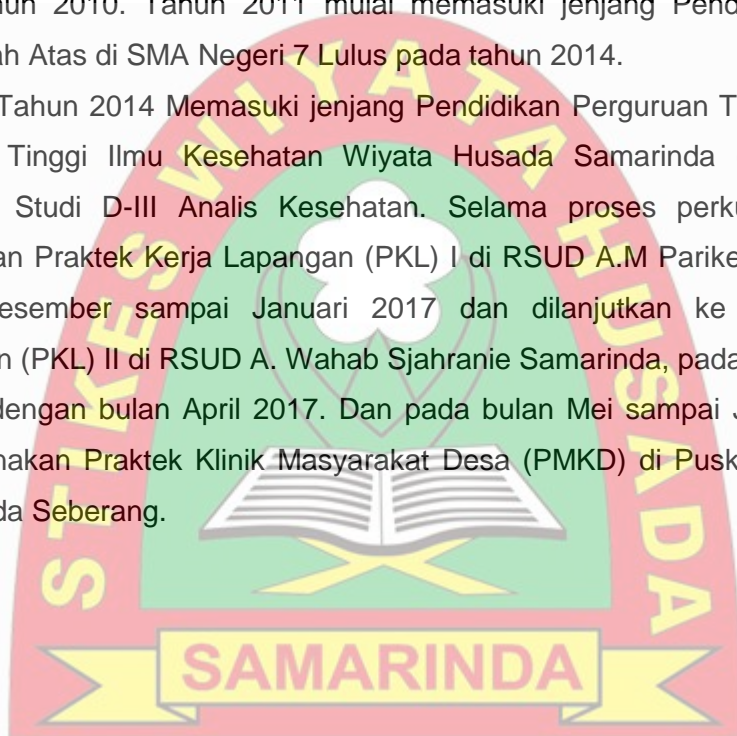 hun 2010. Tahun 2011 mulai memasuki jenjang Pend
ah Atas di SMA Negeri 7 Lulus pada tahun 2014.
Tahun 2014 Memasuki jenjang Pendidikan Perguruan T
Tinggi Ilmu Kesehatan Wiyata Husada Samarinda
Studi D-III Analis Kesehatan. Selama proses perku
an Praktek Kerja Lapangan (PKL) I di RSUD A.M Parike
esember sampai Januari 2017 dan dilanjutkan ke
n (PKL) II di RSUD A. Wahab Sjahranie Samarinda, pada
dengan bulan April 2017. Dan pada bulan Mei sampai J
nakan Praktek Klinik Masyarakat Desa (PMKD) di Pusk
da Seberang.
STIKES WIYATA HUSADA
SAMARINDA